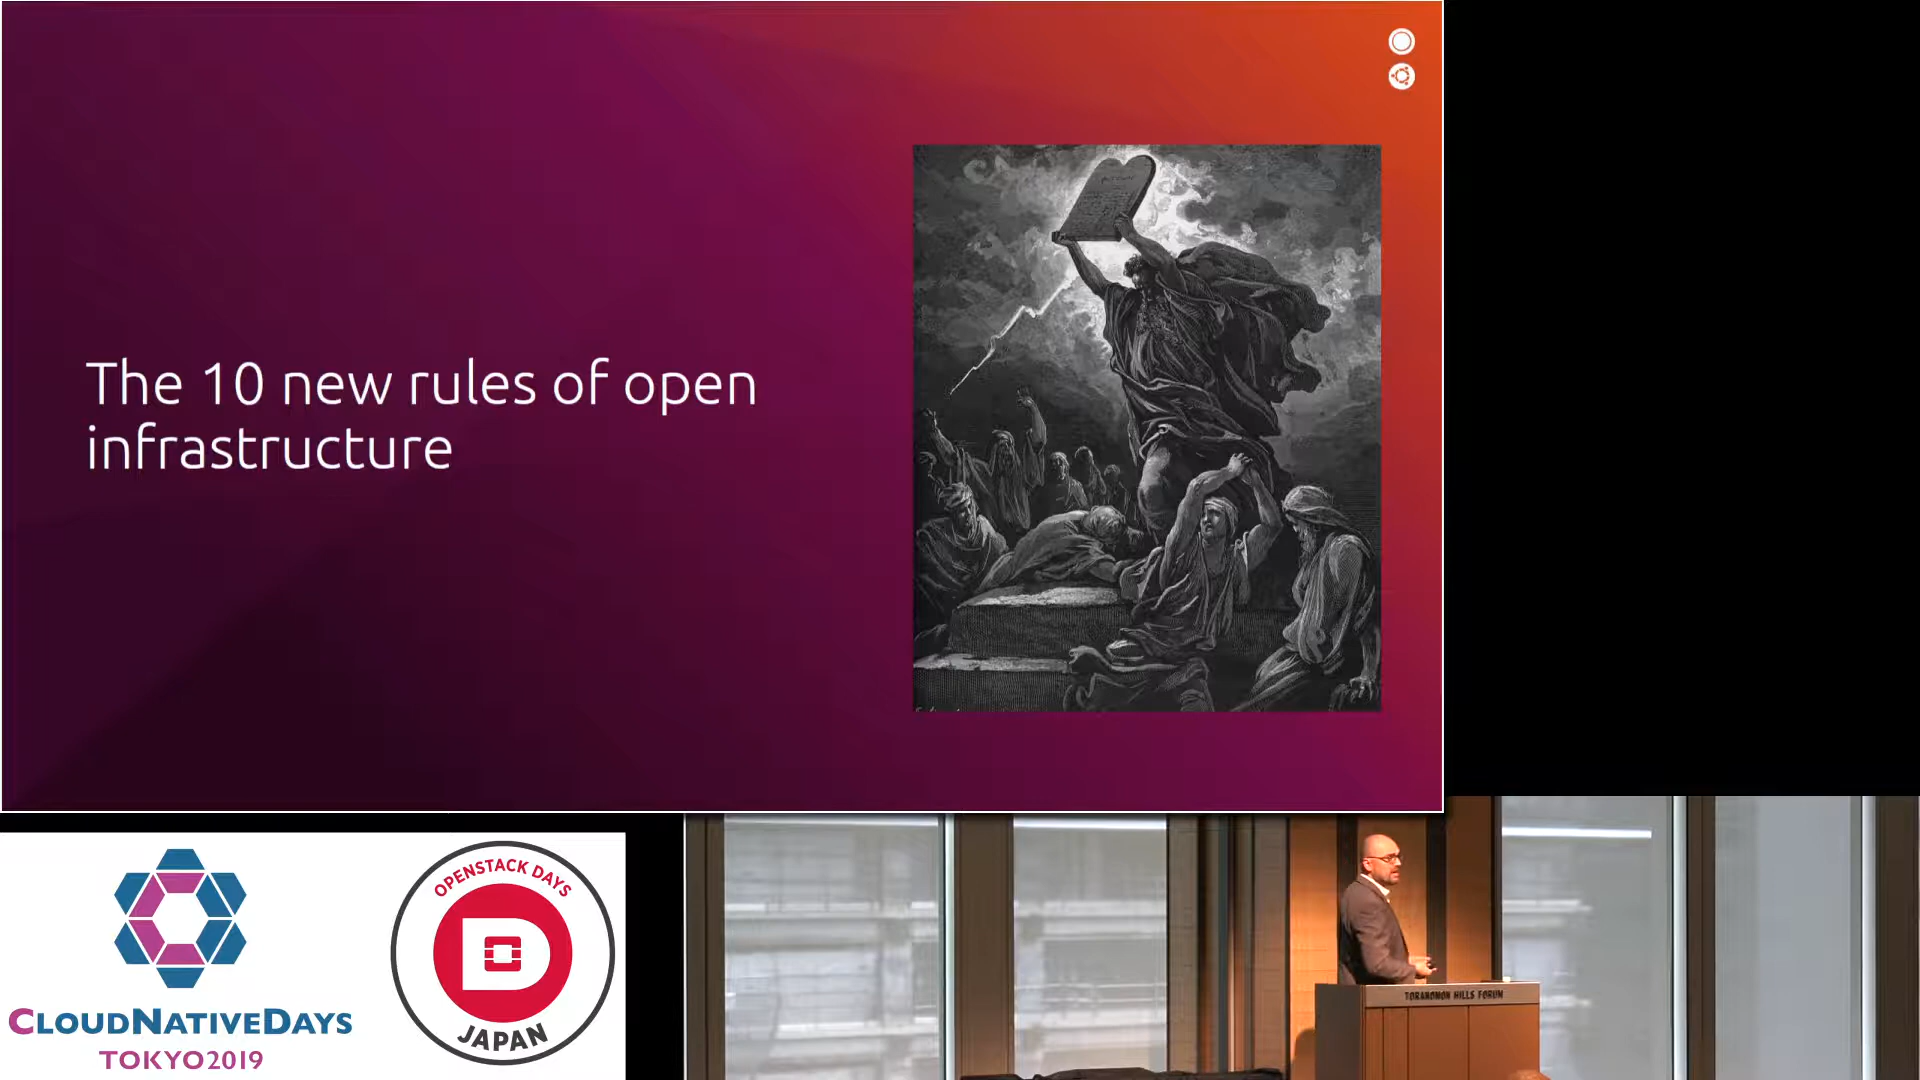 The 10 new rules of open
infrastructure
OPENSTACK DAYS
JAPAN
CLOUDNATIVEDAYS
TOKYO2019
TORANOMON HILLS FORUM